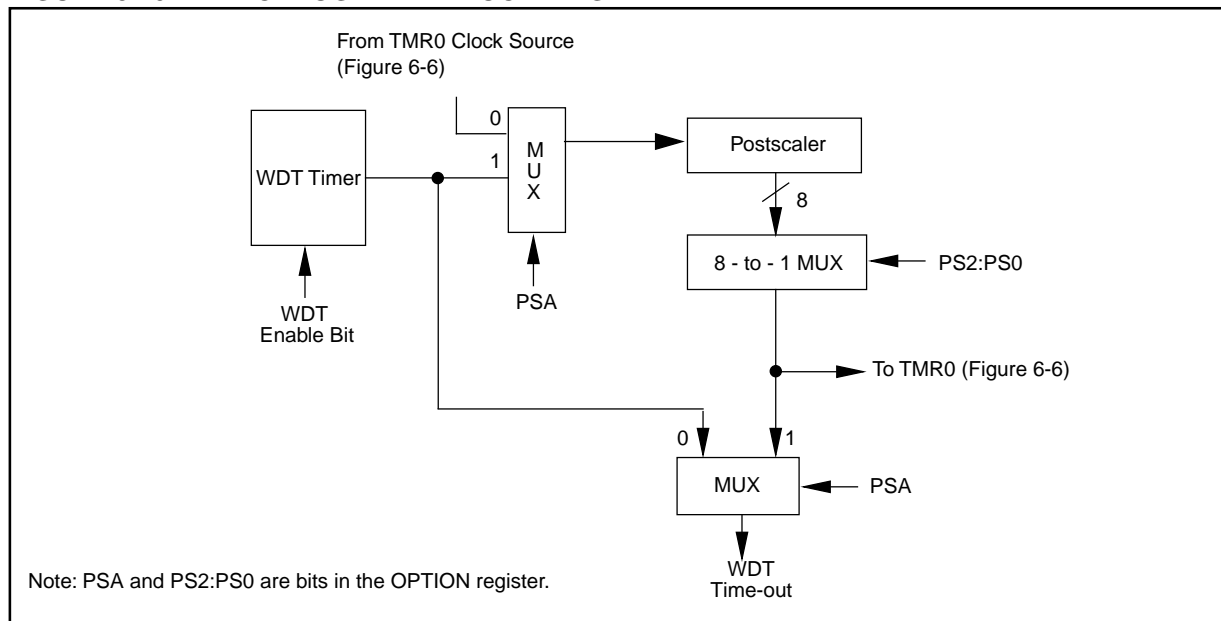 From TMR0 Clock Source
(Figure 6-6)
0
1
M
U
X
Postscaler
WDT Timer
8
8 - to - 1 MUX
PS2:PS0
PSA
WDT
Enable Bit
To TMR0 (Figure 6-6)
0
1
MUX
PSA
WDT
Time-out
Note: PSA and PS2:PS0 are bits in the OPTION register.